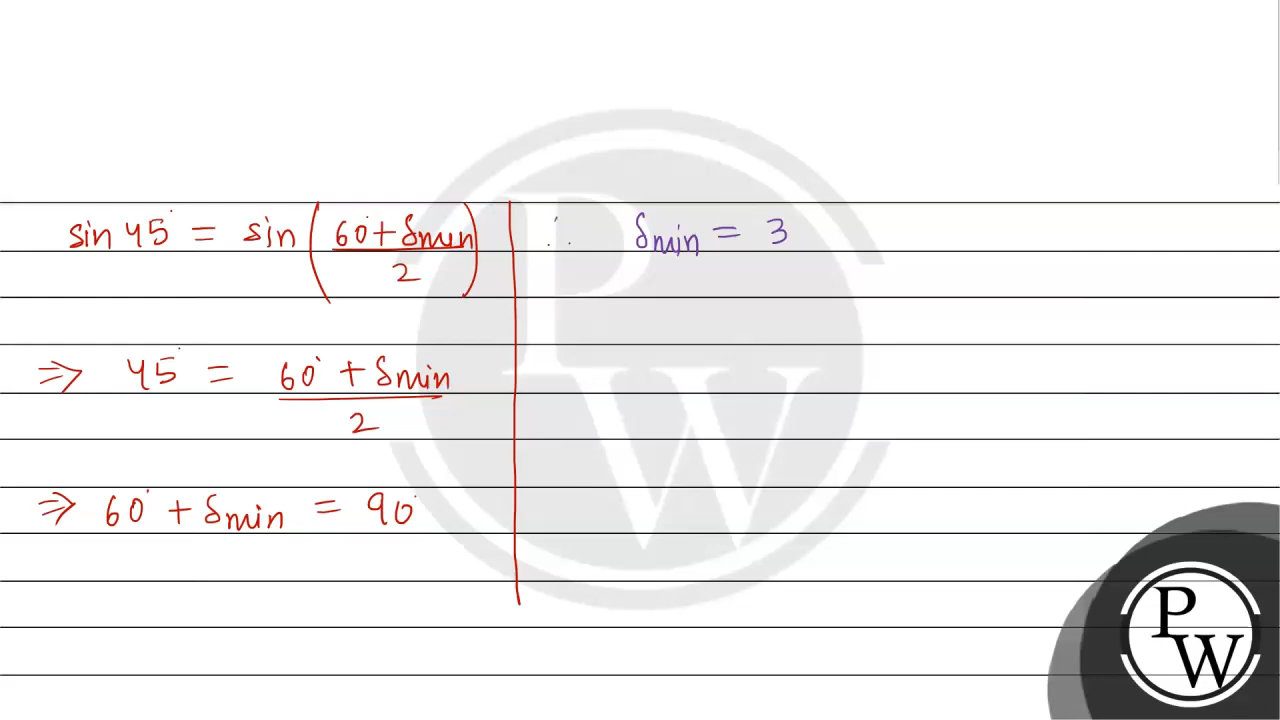 sin 45° = sin (60° + δmin / 2)
⇒ 45° = 60° + δmin / 2
⇒ 60° + δmin = 90°
∴ δmin = 3
P
W
P
W